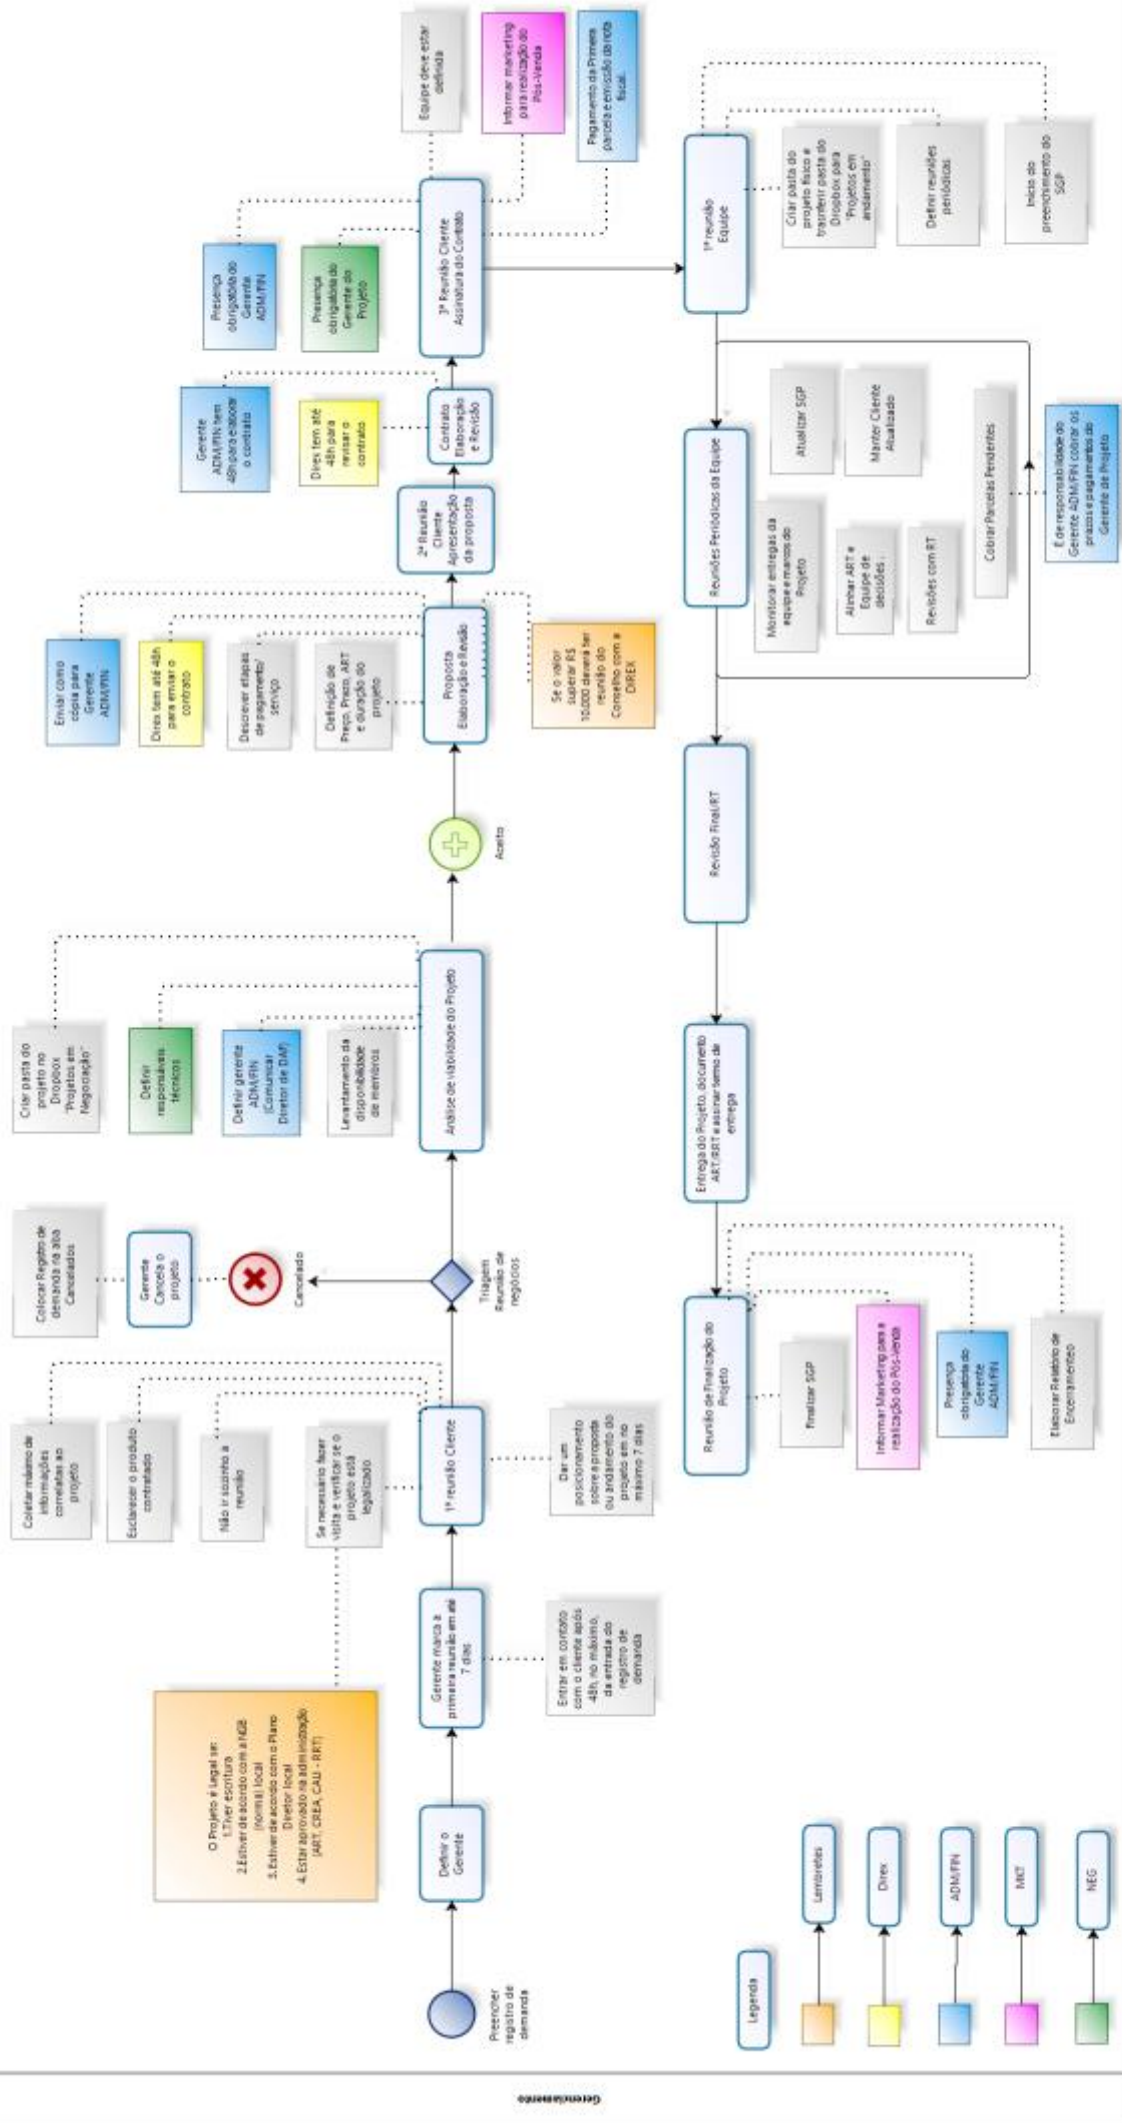 Gerenciamento
Preencher
registro de
demanda
Definir o
Gerente
Gerente marca a
primeira reunião em até
7 dias
Entrar em contato
com o cliente após
48h, no máximo,
da entrada do
registro de
demanda
O Projeto é Legal se:
1.Tiver escritura
2.Estiver de acordo com a NGB
(norma) local
3.Estiver de acordo com o Plano
Diretor local
4. Estar aprovado na administração
(ART, CREA, CAU - RRT)
1ª reunião Cliente
Coletar máximo de
informações
correlatas ao
projeto
Esclarecer o produto
contratado
Não ir sozinho a
reunião
Se necessário fazer
visita e verificar se o
projeto está
legalizado
Dar um
posicionamento
sobre a proposta
ou andamento do
projeto em no
máximo 7 dias
Triagem
Reunião de
negócios
Cancelado
Gerente
Cancela o
projeto
Colocar Registro de
demanda na aba
Cancelados
Análise de viabilidade do Projeto
Criar pasta do
projeto no
Dropbox
"Projetos em
Negociação"
Definir
responsáveis
técnicos
Definir gerente
ADM/FIN
(Comunicar
Diretor de DAF)
Levantamento da
disponibilidade
de membros
Aceito
Proposta
Elaboração e Revisão
Enviar como
cópia para
Gerente
ADM/FIN
Direx tem até 48h
para enviar o
contrato
Descrever etapas
de pagamento/
serviço
Definição de
Preço, Prazo, ART
e duração do
projeto
Se o valor
superar R$
10.000 deverá ter
reunião do
Conselho com a
DIREX
2ª Reunião
Cliente
Apresentação
da proposta
Contrato
Elaboração
e Revisão
Gerente
ADM/FIN tem
48h para elaborar
o contrato
Direx tem até
48h para
revisar o
contrato
3ª Reunião Cliente
Assinatura do Contrato
Presença
obrigatória do
Gerente
ADM/FIN
Presença
obrigatória do
Gerente do
Projeto
Equipe deve estar
definida
Informar marketing
para realização do
Pós-Venda
Pagamento da Primeira
parcela e emissão da nota
fiscal.
1ª reunião
Equipe
Criar pasta do
projeto físico e
trasnferir pasta do
Dropbox para
"Projetos em
andamento"
Definir reuniões
periódicas
Início do
preenchimento do
SGP
Reuniões Periódicas da Equipe
Monitorar entregas da
equipe e marcos do
Projeto
Atualizar SGP
Alinhar ART e
Equipe de
decisões .
Manter Cliente
Atualizado
Revisões com RT
Cobrar Parcelas Pendentes
É de responsabilidade do
Gerente ADM/FIN cobrar os
prazos e pagamentos do
Gerente de Projeto
Revisão Final/RT
Entrega do Projeto, documento
ART/RRT e assinar termo de
entrega
Reunião de Finalização do
Projeto
Finalizar SGP
Informar Marketing para a
realização do Pós-Venda
Presença
obrigatória do
Gerente
ADM/FIN
Elaborar Relatório de
Encerramenteo
Legenda
Lembretes
Direx
ADM/FIN
MKT
NEG